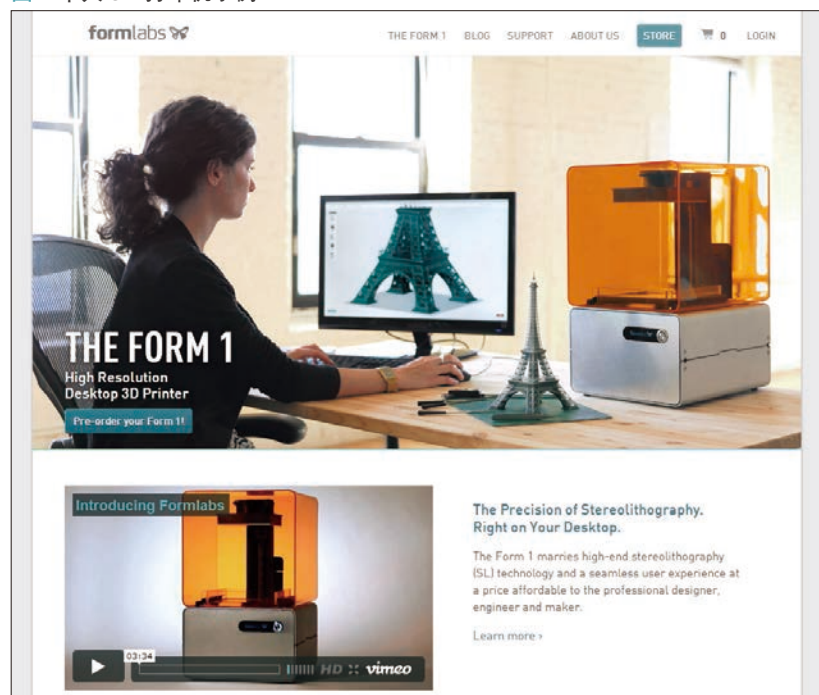 formlabs
THE FORM 1 BLOG SUPPORT ABOUT US STORE 0 LOGIN
THE FORM 1
High Resolution
Desktop 3D Printer
Pre-order your Form 1!
Introducing Formlabs
03:34
HD vimeo
The Precision of Stereolithography.
Right on Your Desktop.
The Form 1 marries high-end stereolithography
(SL) technology and a seamless user experience at
a price affordable to the professional designer,
engineer and maker.
Learn more ›